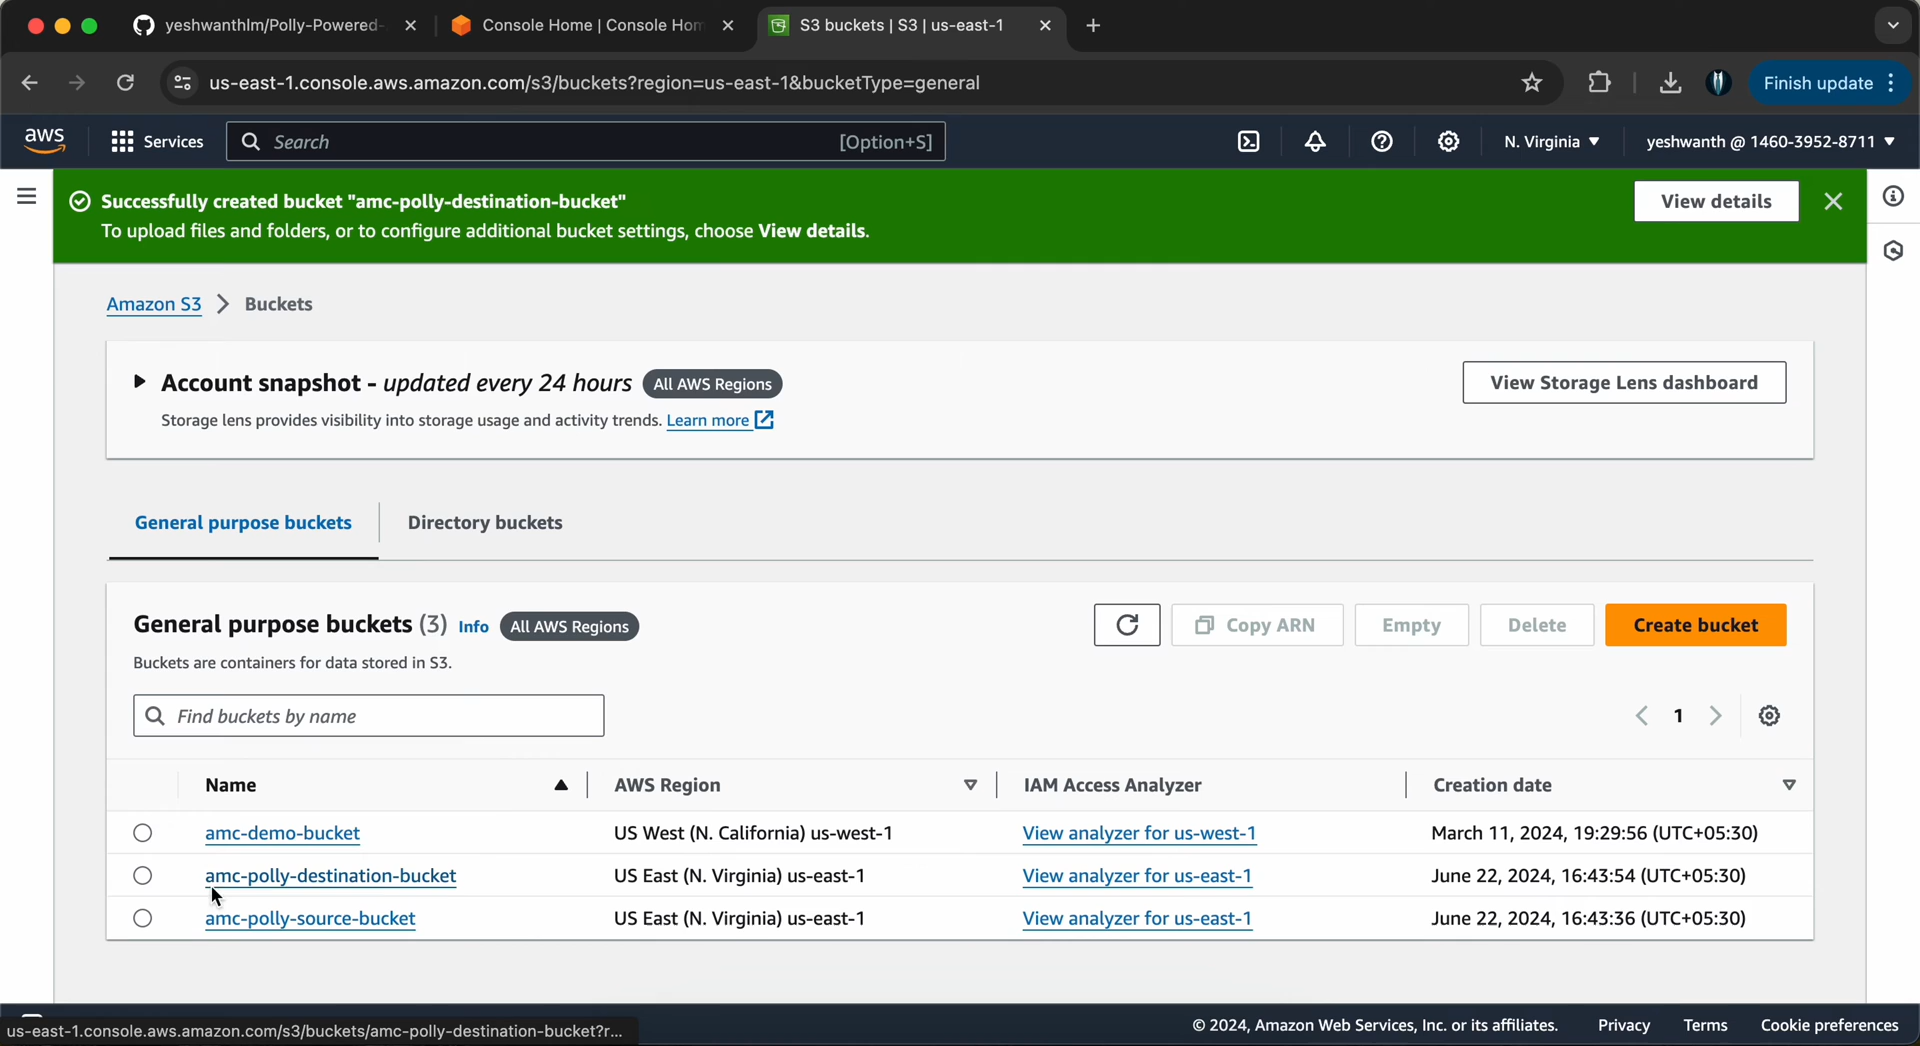 yeshwanthlm/Polly-Powered-
Console Home | Console Hom
S3 buckets | S3 | us-east-1
us-east-1.console.aws.amazon.com/s3/buckets?region=us-east-1&bucketType=general
Finish update
aws
Services
Search
[Option+S]
N. Virginia
yeshwanth @ 1460-3952-8711
Successfully created bucket "amc-polly-destination-bucket"
To upload files and folders, or to configure additional bucket settings, choose View details.
View details
Amazon S3 > Buckets
Account snapshot - updated every 24 hours All AWS Regions
Storage lens provides visibility into storage usage and activity trends. Learn more
View Storage Lens dashboard
General purpose buckets
Directory buckets
General purpose buckets (3) Info All AWS Regions
Buckets are containers for data stored in S3.
Copy ARN
Empty
Delete
Create bucket
Find buckets by name
1
Name AWS Region IAM Access Analyzer Creation date
amc-demo-bucket US West (N. California) us-west-1 View analyzer for us-west-1 March 11, 2024, 19:29:56 (UTC+05:30)
amc-polly-destination-bucket US East (N. Virginia) us-east-1 View analyzer for us-east-1 June 22, 2024, 16:43:54 (UTC+05:30)
amc-polly-source-bucket US East (N. Virginia) us-east-1 View analyzer for us-east-1 June 22, 2024, 16:43:36 (UTC+05:30)
us-east-1.console.aws.amazon.com/s3/buckets/amc-polly-destination-bucket?r...
© 2024, Amazon Web Services, Inc. or its affiliates. Privacy Terms Cookie preferences